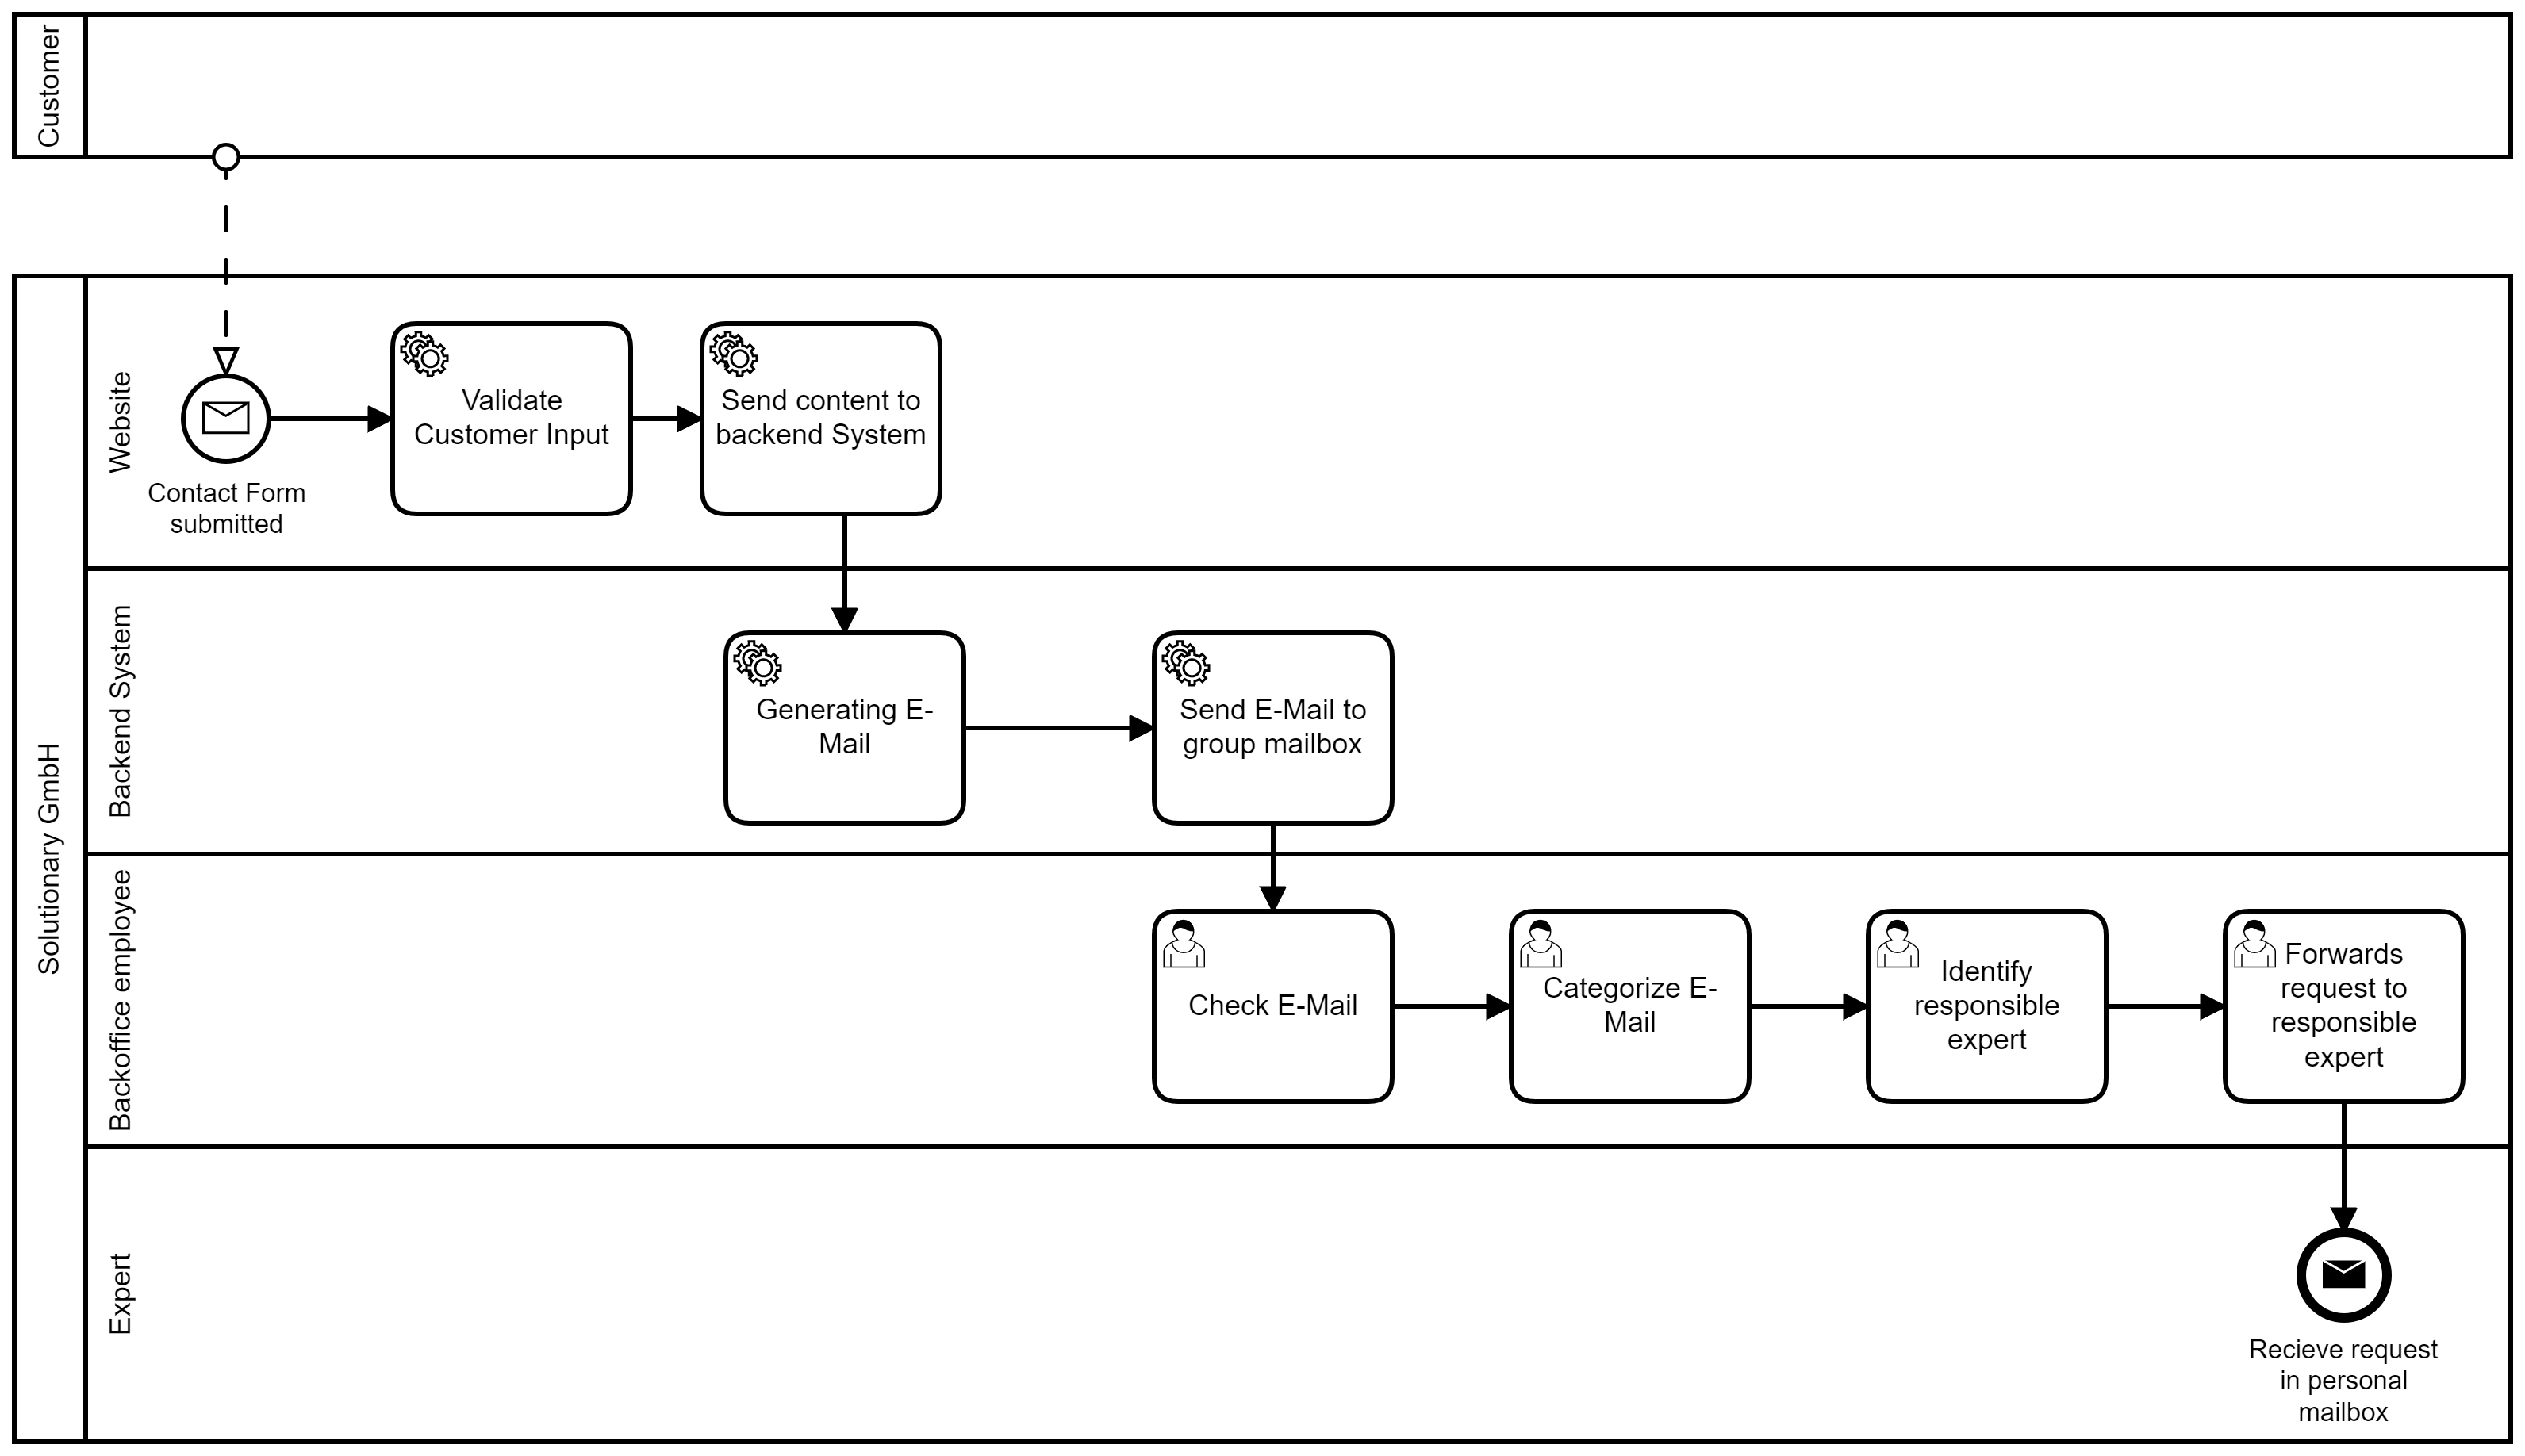 Customer
Solutionary GmbH
Website
Contact Form
submitted
Validate
Customer Input
Send content to
backend System
Backend System
Generating E-
Mail
Send E-Mail to
group mailbox
Backoffice employee
Check E-Mail
Categorize E-
Mail
Identify
responsible
expert
Forwards
request to
responsible
expert
Expert
Recieve request
in personal
mailbox